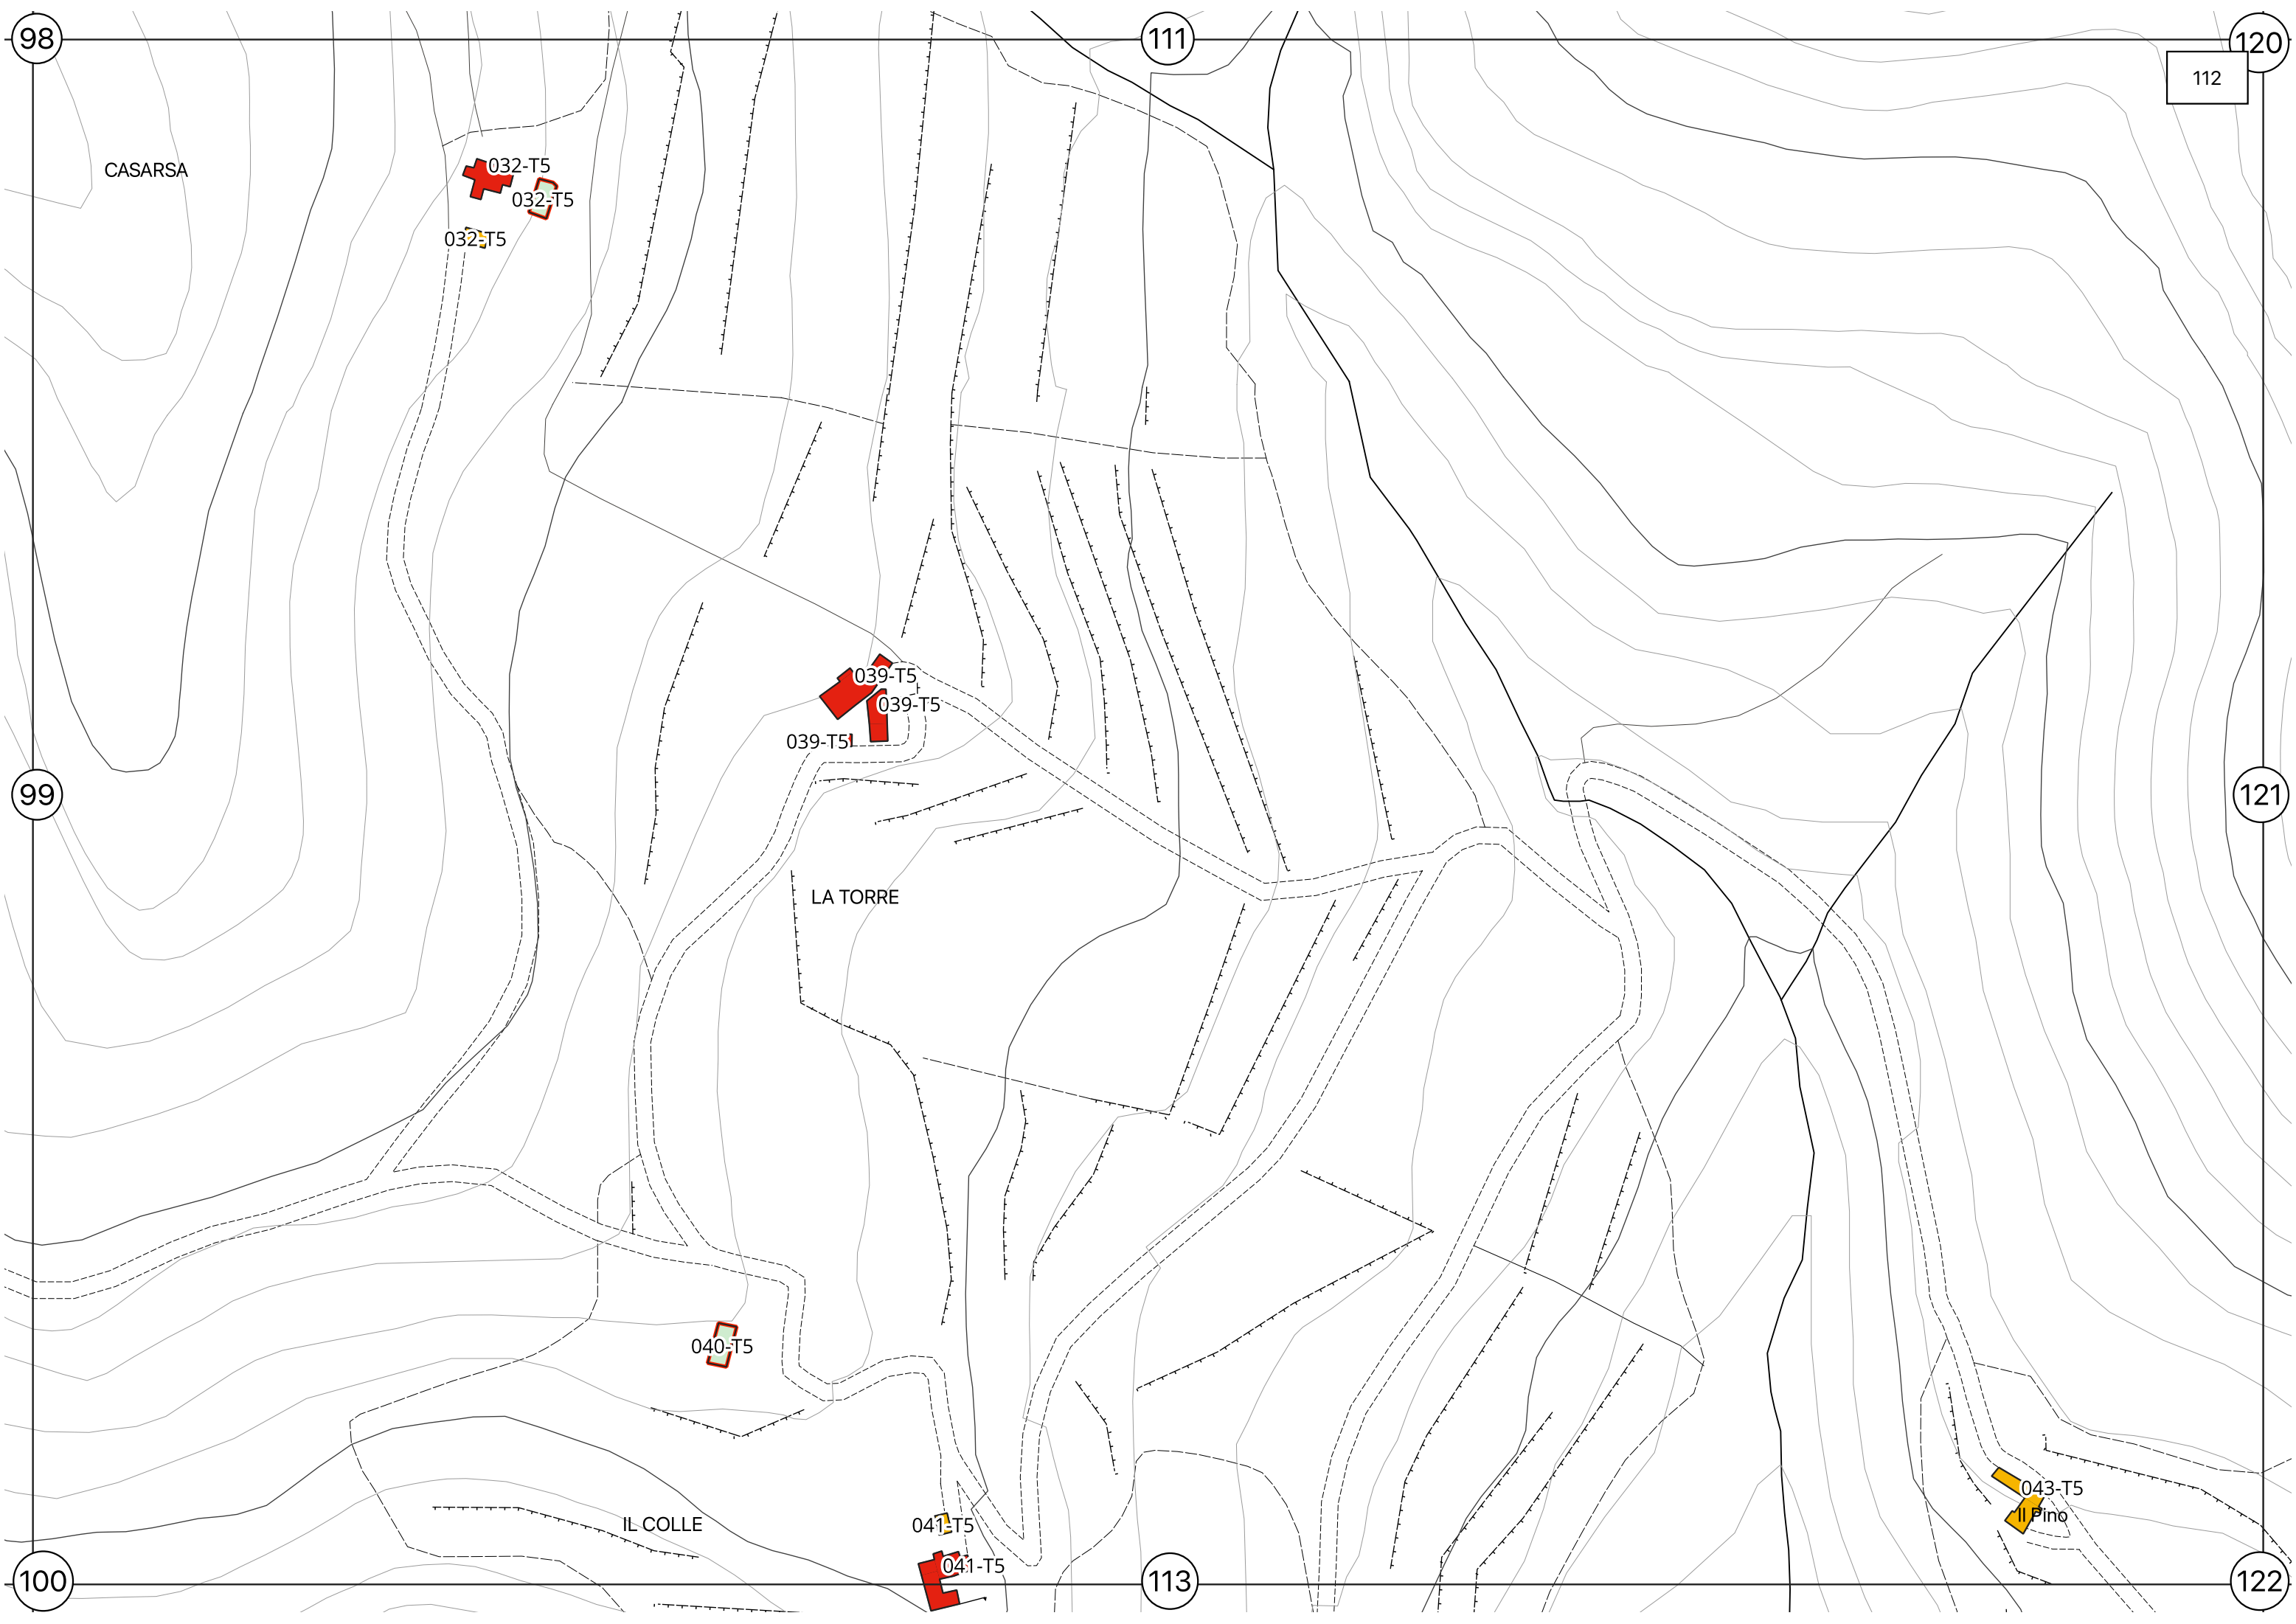 98
111
120
112
CASARSA
032-T5
032-T5
032-T5
039-T5
039-T5
039-T5
99
121
LA TORRE
040-T5
043-T5
Il Pino
IL COLLE
041-T5
041-T5
100
113
122